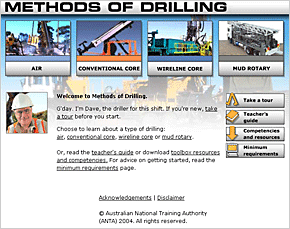 METHODS OF DRILLING
AIR
CONVENTIONAL CORE
WIRELINE CORE
MUD ROTARY
Welcome to Methods of Drilling.
G'day. I'm Dave, the driller for this shift. If you're new, take
a tour before you start.
Choose to learn about a type of drilling:
air, conventional core, wireline core or mud rotary.
Or, read the teacher's guide or download toolbox resources
and competencies. For advice on getting started, read the
minimum requirements page.
Take a tour
Teacher's
guide
Competencies
and resources
Minimum
requirements
Acknowledgements | Disclaimer
© Australian National Training Authority
(ANTA) 2004. All rights reserved.